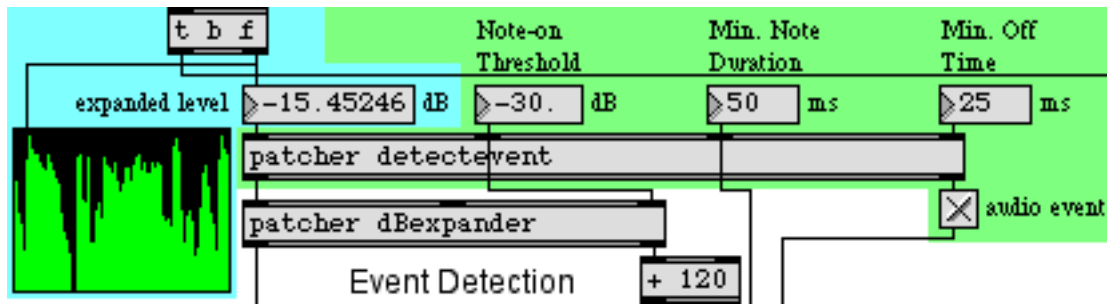 t b f
Note-on Min. Note Min. Off
Threshold Duration Time
expanded level -15.45246 dB -30. dB 50 ms 25 ms
patcher detectevent
audio event
patcher dBexpander
Event Detection + 120